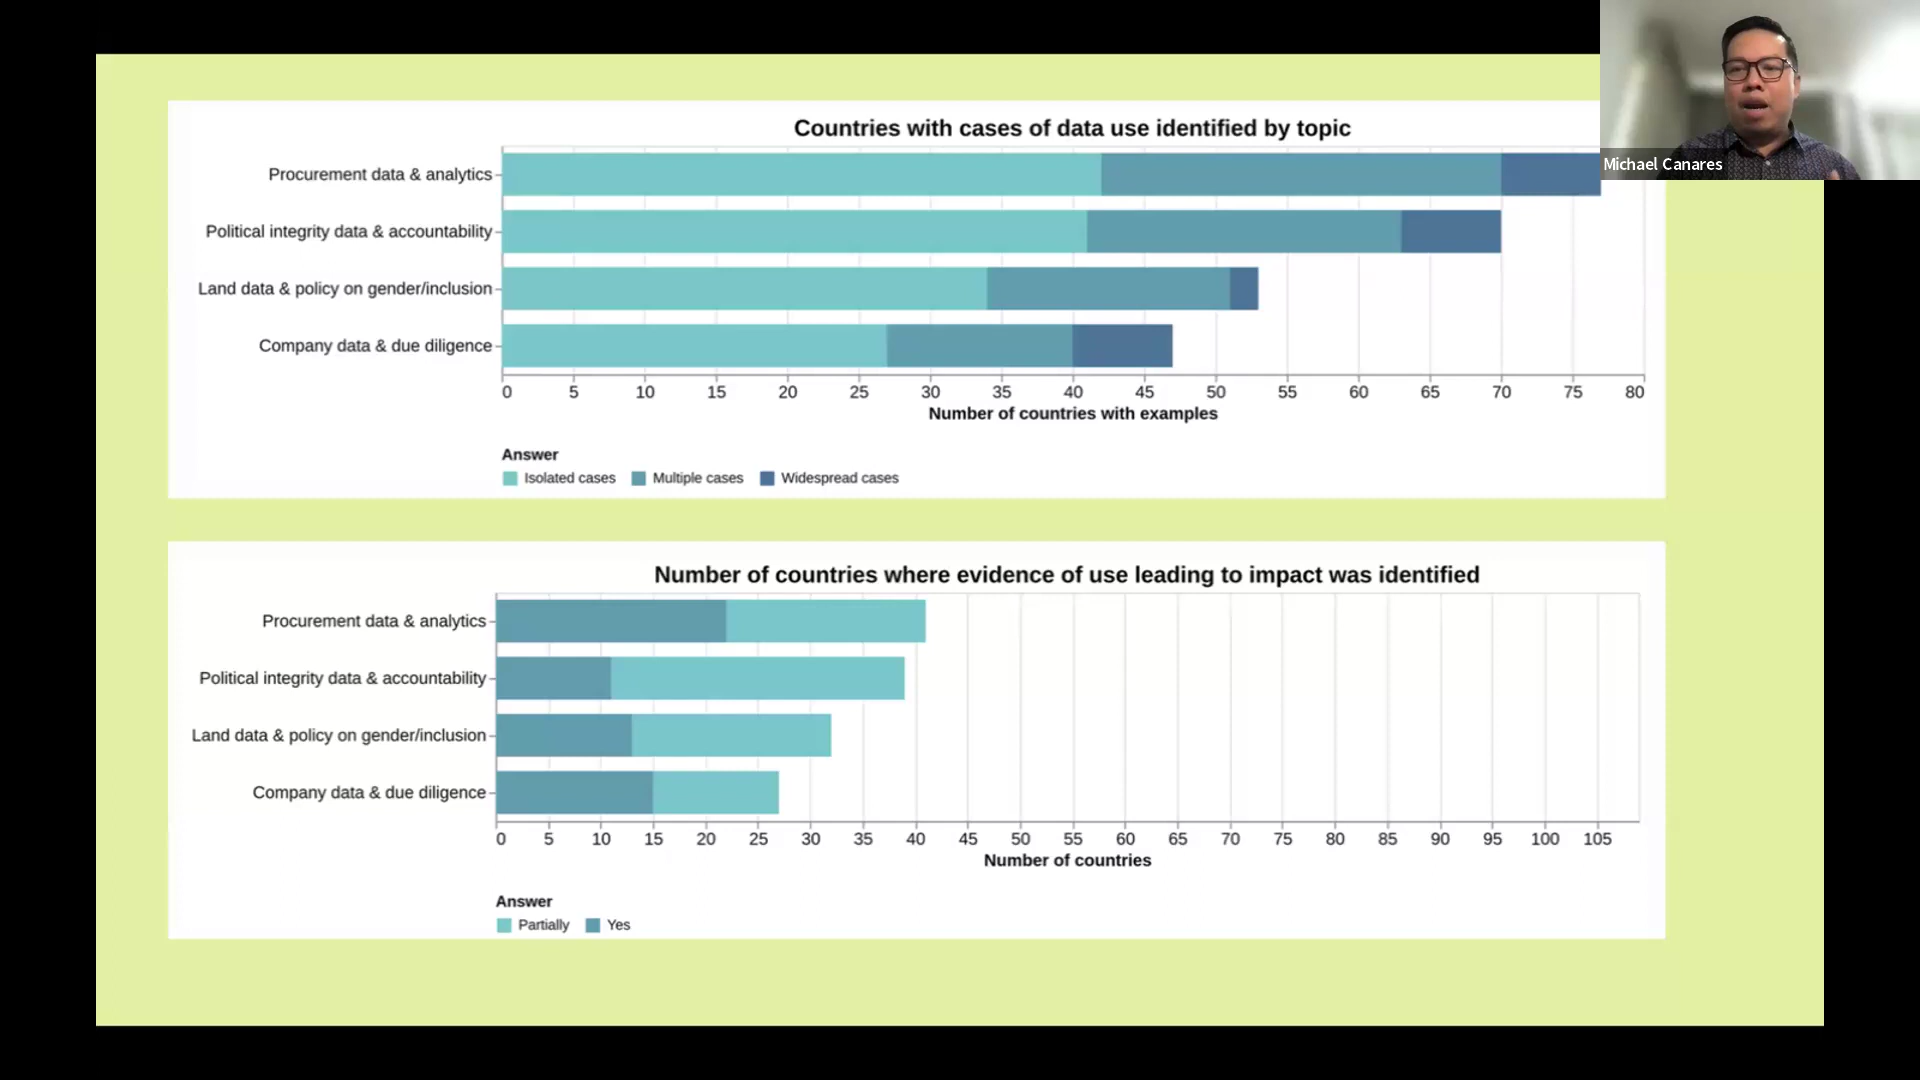 Countries with cases of data use identified by topic
Michael Canares
Procurement data & analytics
Political integrity data & accountability
Land data & policy on gender/inclusion
Company data & due diligence
0 5 10 15 20 25 30 35 40 45 50 55 60 65 70 75 80
Number of countries with examples
Answer
Isolated cases Multiple cases Widespread cases
Number of countries where evidence of use leading to impact was identified
Procurement data & analytics
Political integrity data & accountability
Land data & policy on gender/inclusion
Company data & due diligence
0 5 10 15 20 25 30 35 40 45 50 55 60 65 70 75 80 85 90 95 100 105
Number of countries
Answer
Partially Yes